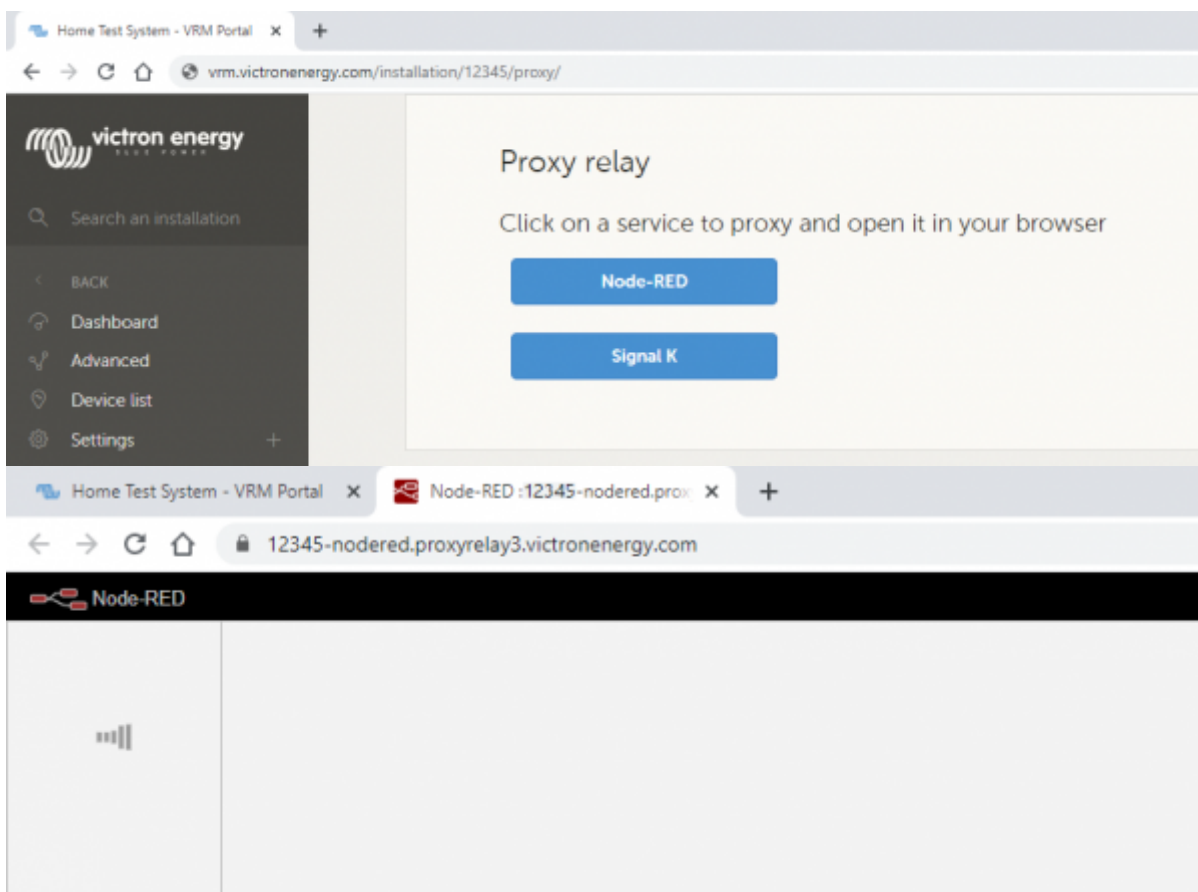 Home Test System - VRM Portal
vrm.victronenergy.com/installation/12345/proxy/
victron energy
BLUE POWER
Search an installation
BACK
Dashboard
Advanced
Device list
Settings
Proxy relay
Click on a service to proxy and open it in your browser
Node-RED
Signal K
Home Test System - VRM Portal
Node-RED : 12345-nodered.prox
12345-nodered.proxyrelay3.victronenergy.com
Node-RED